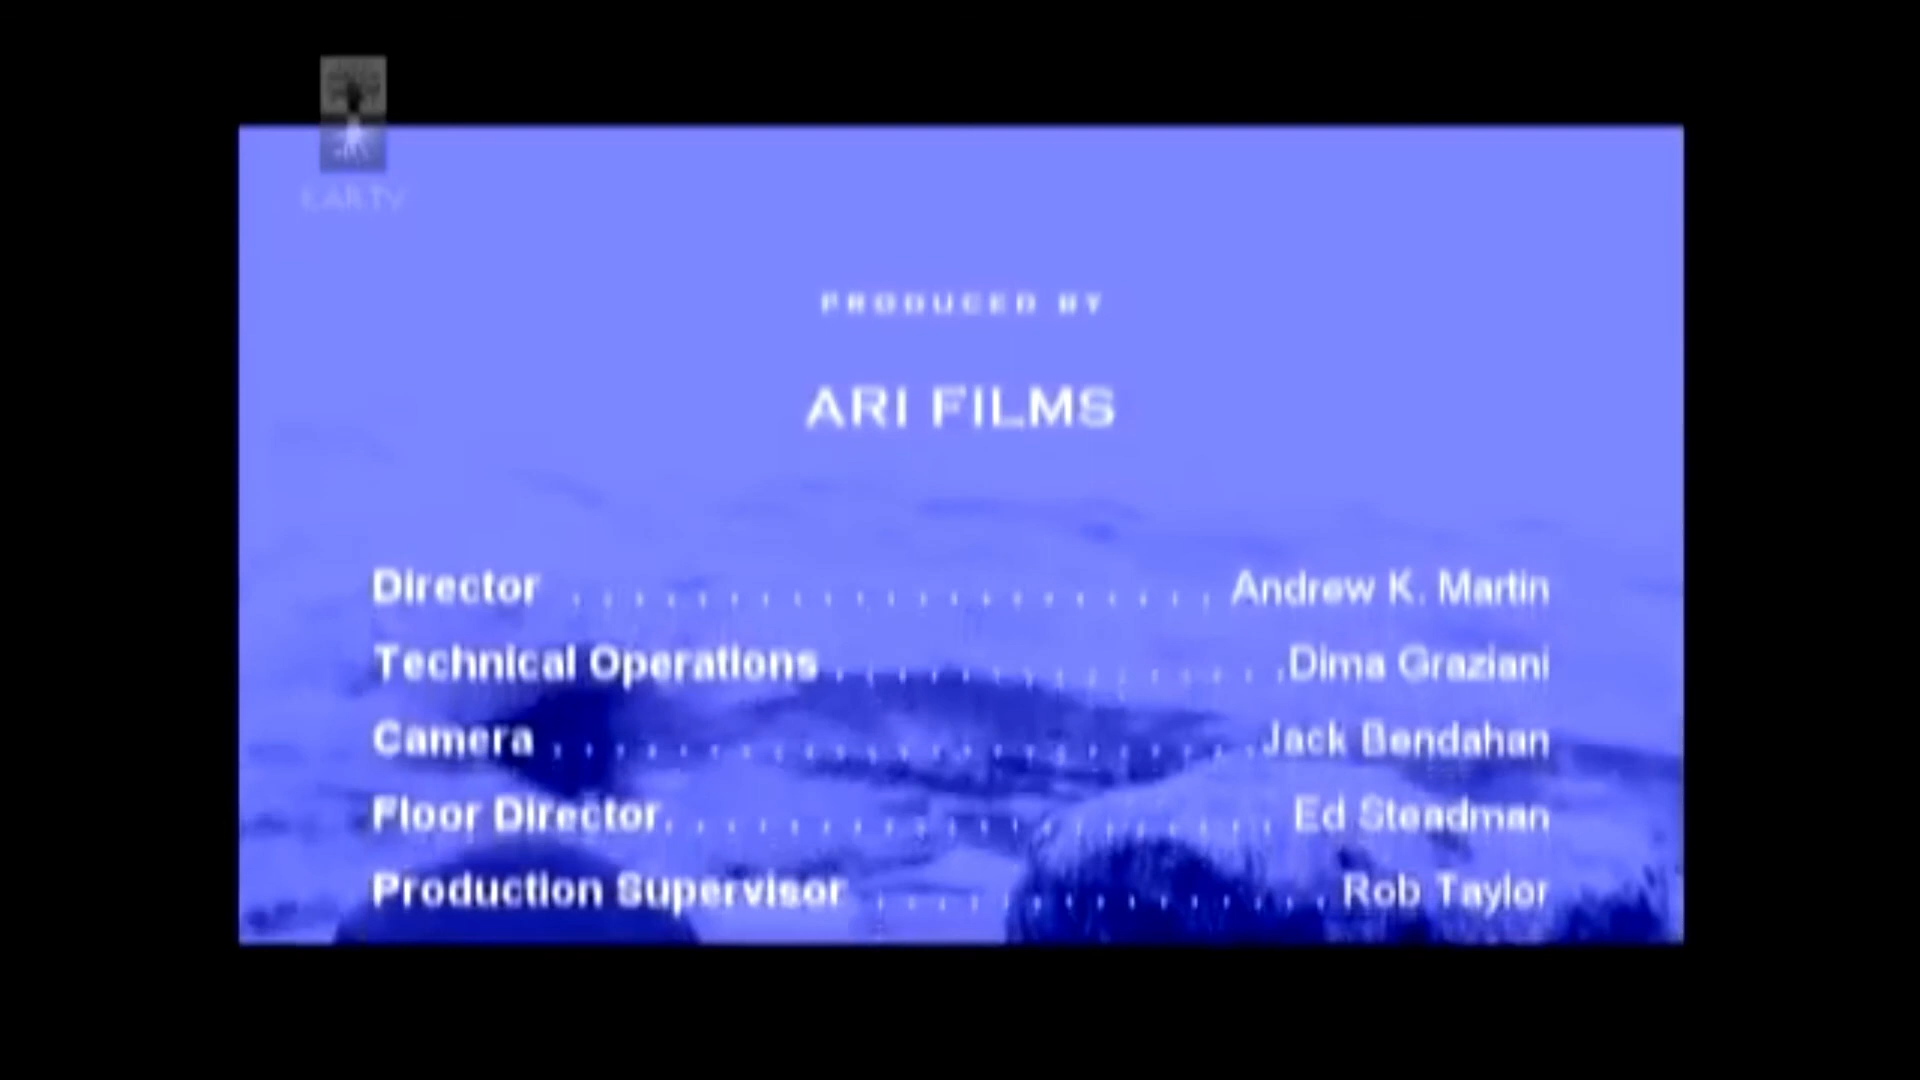 PRODUCED BY
ARI FILMS
Director . . . . . . . . . . . . . . . . . . . . . Andrew K. Martin
Technical Operations . . . . . . . . . . . . . . . Dima Graziani
Camera . . . . . . . . . . . . . . . . . . . . . . . Jack Bendahan
Floor Director . . . . . . . . . . . . . . . . . . . . Ed Steadman
Production Supervisor . . . . . . . . . . . . . . . Rob Taylor